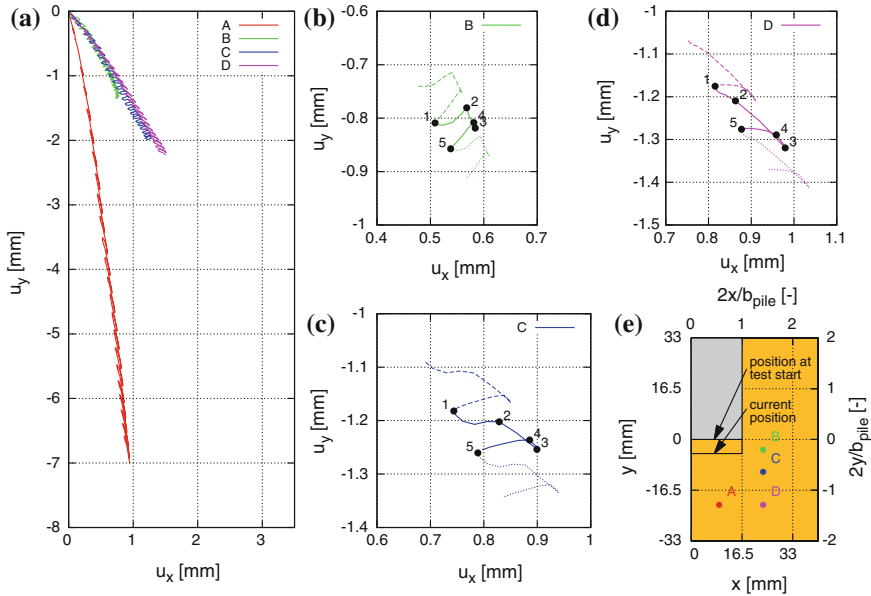 (a)
0
-1
-2
-3
-4
-5
-6
-7
-8
0 1 2 3
u_y [mm]
u_x [mm]
A
B
C
D
(b)
-0.5
-0.6
-0.7
-0.8
-0.9
-1
0.4 0.5 0.6 0.7
u_y [mm]
u_x [mm]
B
1
2
4
3
5
(d)
-1
-1.1
-1.2
-1.3
-1.4
-1.5
0.7 0.8 0.9 1 1.1
u_y [mm]
u_x [mm]
D
1
2
5
4
3
(c)
-1
-1.1
-1.2
-1.3
-1.4
0.6 0.7 0.8 0.9 1
u_y [mm]
u_x [mm]
C
1
2
4
3
5
(e)
2x/b_pile [-]
0 1 2
33
16.5
0
-16.5
-33
y [mm]
2
1
0
-1
-2
2y/b_pile [-]
0 16.5 33
x [mm]
position at
test start
current
position
B
C
A
D